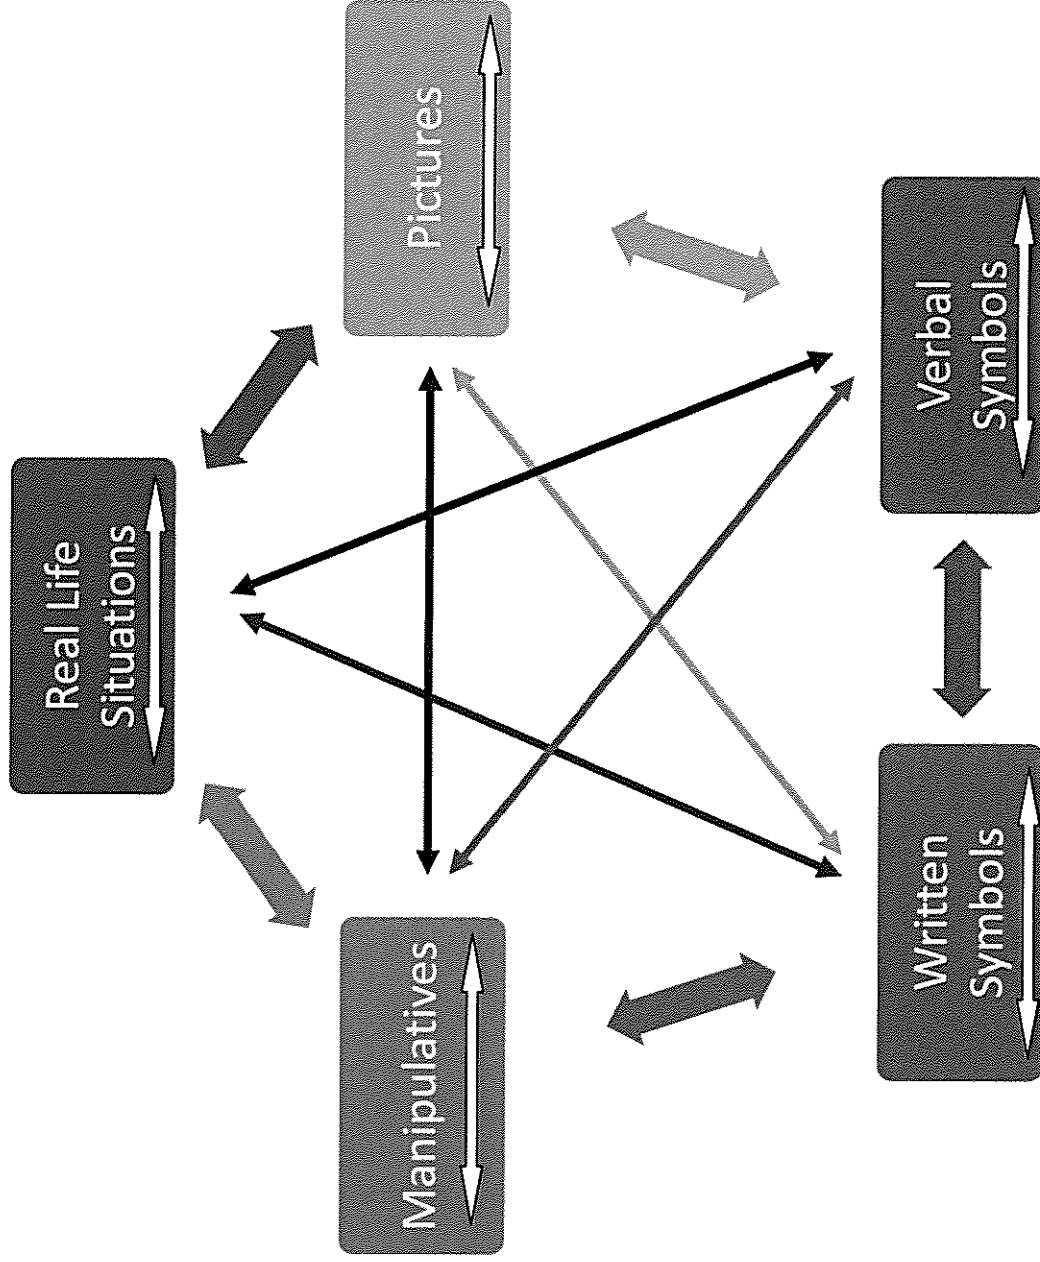 Real Life
Situations
Manipulatives
Pictures
Written
Symbols
Verbal
Symbols